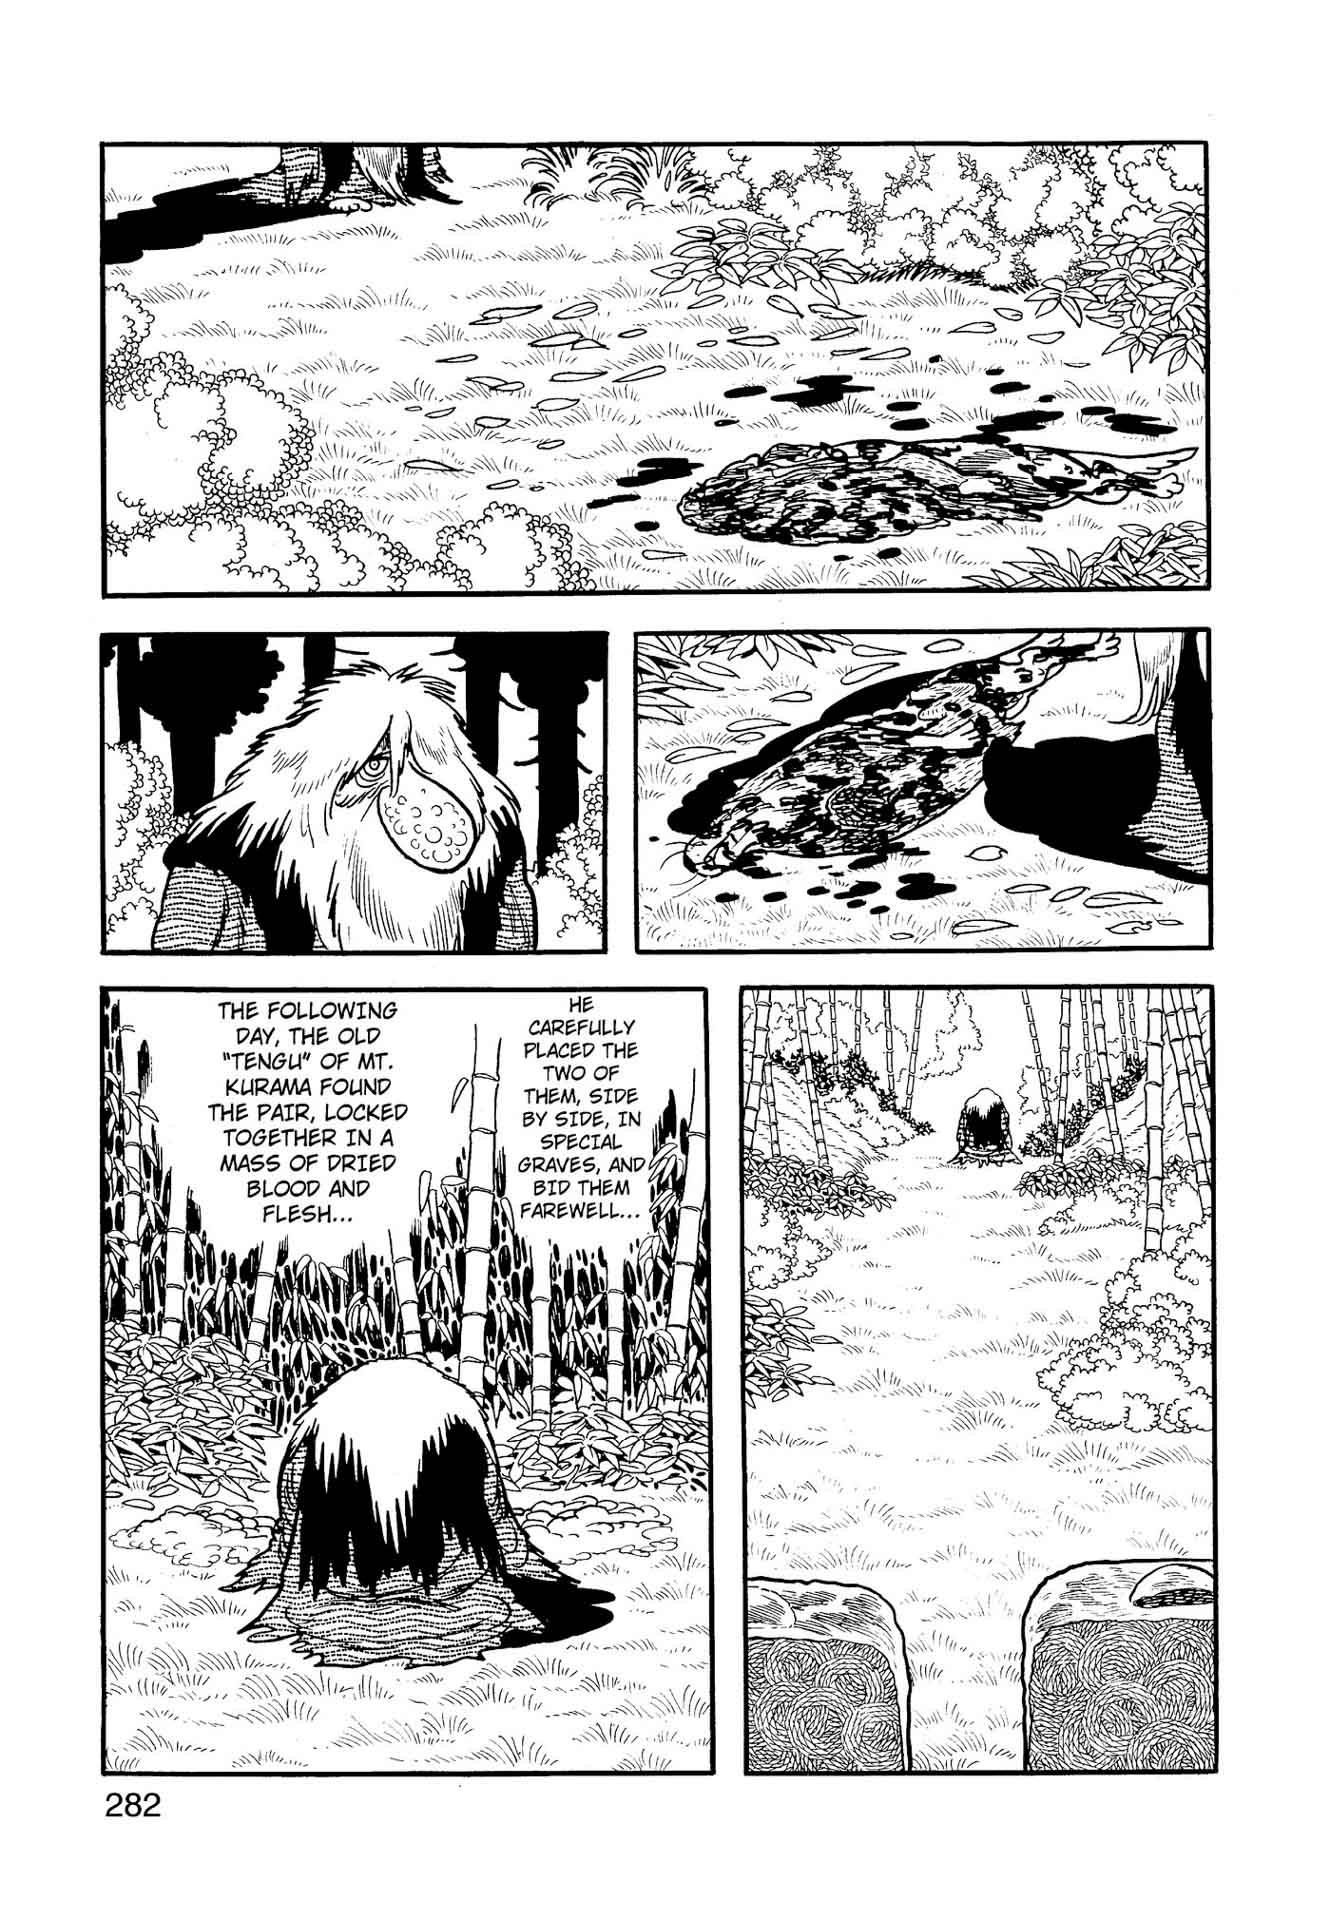 THE FOLLOWING
DAY, THE OLD
"TENGU" OF MT.
KURAMA FOUND
THE PAIR, LOCKED
TOGETHER IN A
MASS OF DRIED
BLOOD AND
FLESH...
HE
CAREFULLY
PLACED THE
TWO OF
THEM, SIDE
BY SIDE, IN
SPECIAL
GRAVES, AND
BID THEM
FAREWELL...
282